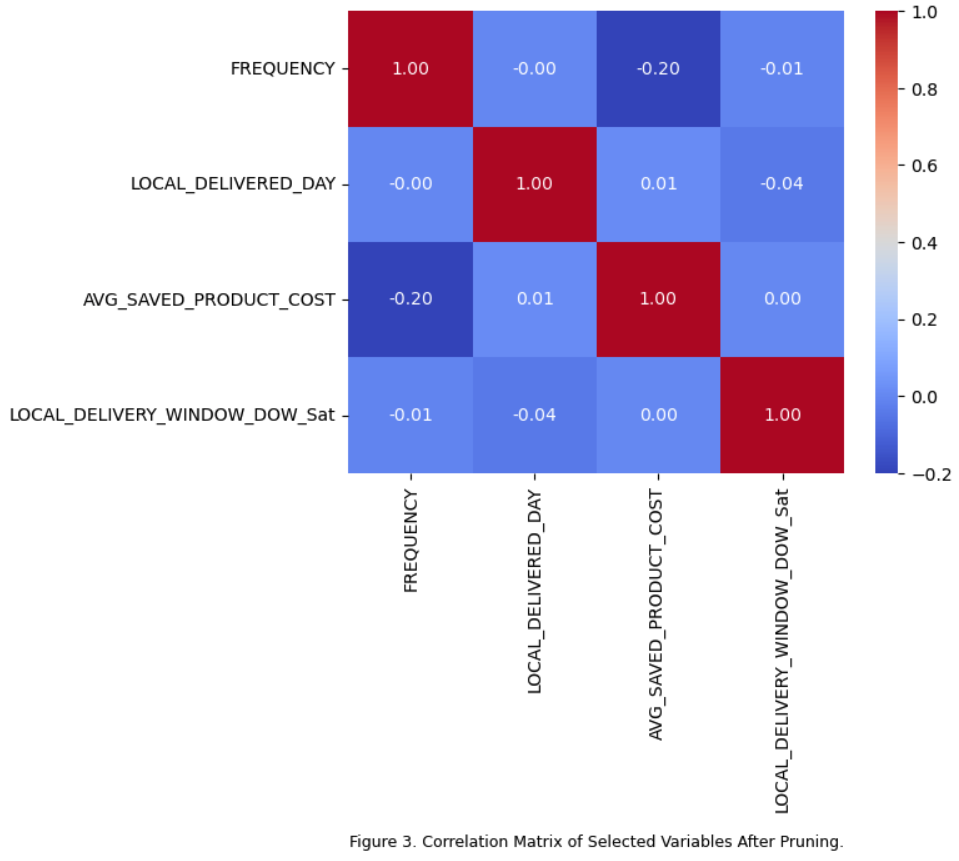 FREQUENCY 1.00 -0.00 -0.20 -0.01
LOCAL_DELIVERED_DAY -0.00 1.00 0.01 -0.04
AVG_SAVED_PRODUCT_COST -0.20 0.01 1.00 0.00
LOCAL_DELIVERY_WINDOW_DOW_Sat -0.01 -0.04 0.00 1.00
FREQUENCY
LOCAL_DELIVERED_DAY
AVG_SAVED_PRODUCT_COST
LOCAL_DELIVERY_WINDOW_DOW_Sat
1.0
0.8
0.6
0.4
0.2
0.0
−0.2
Figure 3. Correlation Matrix of Selected Variables After Pruning.